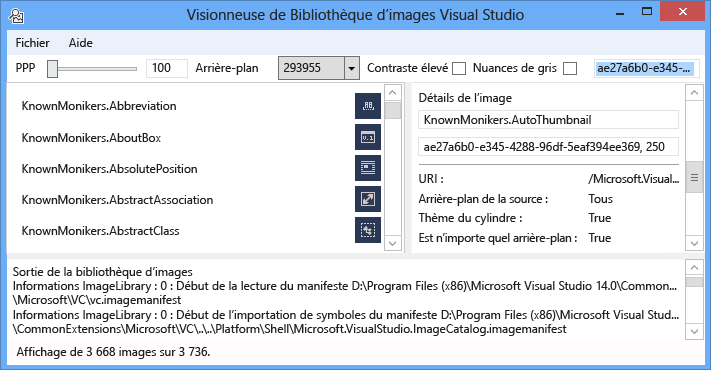 Visionneuse de Bibliothèque d’images Visual Studio
Fichier Aide
PPP 100 Arrière-plan 293955 Contraste élevé Nuances de gris ae27a6b0-e345-...
KnownMonikers.Abbreviation
KnownMonikers.AboutBox
KnownMonikers.AbsolutePosition
KnownMonikers.AbstractAssociation
KnownMonikers.AbstractClass
Détails de l’image
KnownMonikers.AutoThumbnail
ae27a6b0-e345-4288-96df-5eaf394ee369, 250
URI : /Microsoft.Visual...
Arrière-plan de la source : Tous
Thème du cylindre : True
Est n’importe quel arrière-plan : True
Sortie de la bibliothèque d’images
Informations ImageLibrary : 0 : Début de la lecture du manifeste D:\Program Files (x86)\Microsoft Visual Studio 14.0\Common...
\Microsoft\VC\vc.imagemanifest
Informations ImageLibrary : 0 : Début de l’importation de symboles du manifeste D:\Program Files (x86)\Microsoft Visual Stud...
\CommonExtensions\Microsoft\VC\..\..\Platform\Shell\Microsoft.VisualStudio.ImageCatalog.imagemanifest
Affichage de 3 668 images sur 3 736.